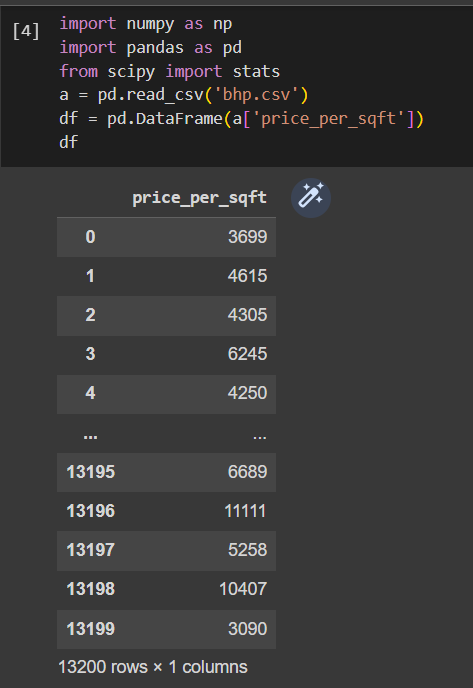 [4] import numpy as np
import pandas as pd
from scipy import stats
a = pd.read_csv('bhp.csv')
df = pd.DataFrame(a['price_per_sqft'])
df
price_per_sqft
0 3699
1 4615
2 4305
3 6245
4 4250
... ...
13195 6689
13196 11111
13197 5258
13198 10407
13199 3090
13200 rows × 1 columns